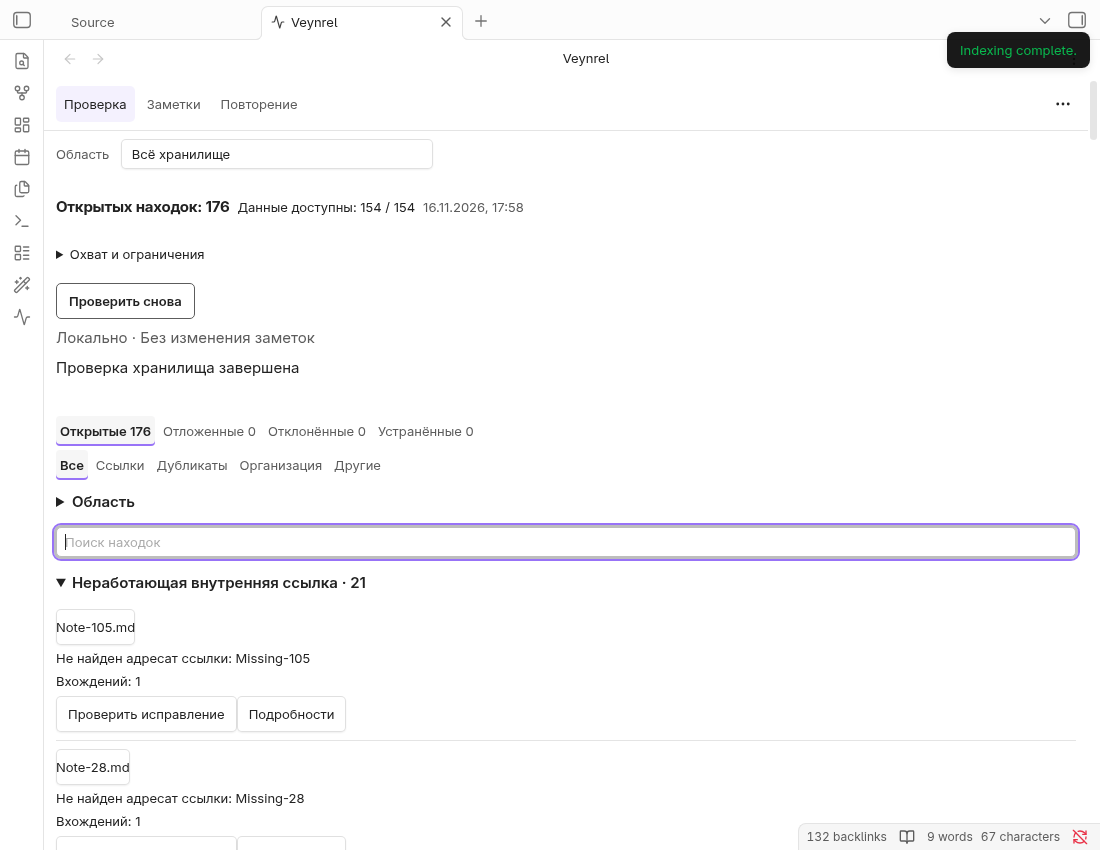 Source
Veynrel
Veynrel
Indexing complete.
Проверка Заметки Повторение
Область Всё хранилище
Открытых находок: 176 Данные доступны: 154 / 154 16.11.2026, 17:58
Охват и ограничения
Проверить снова
Локально · Без изменения заметок
Проверка хранилища завершена
Открытые 176 Отложенные 0 Отклонённые 0 Устранённые 0
Все Ссылки Дубликаты Организация Другие
Область
Поиск находок
Неработающая внутренняя ссылка · 21
Note-105.md
Не найден адресат ссылки: Missing-105
Вхождений: 1
Проверить исправление Подробности
Note-28.md
Не найден адресат ссылки: Missing-28
Вхождений: 1
132 backlinks 9 words 67 characters